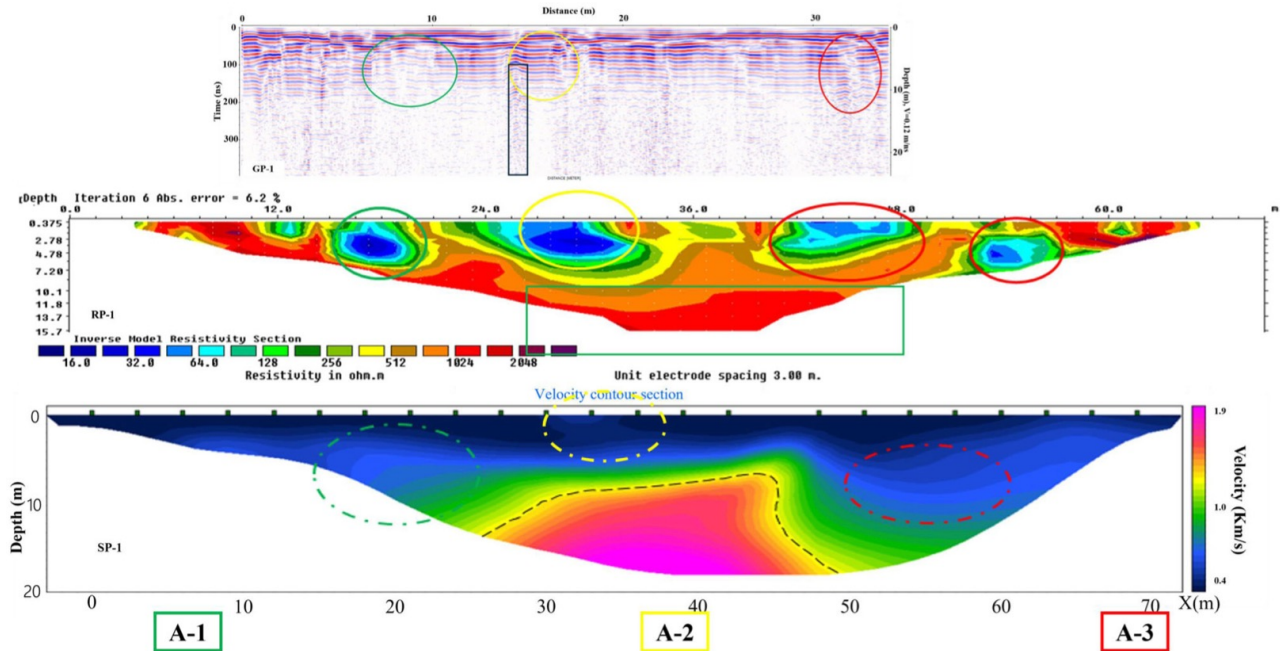 Distance (m)
0 10 20 30
0
100
200
300
Time (ns)
0
10
20
Depth (m), V=0.12 m/ns
GP-1
DISTANCE [METER]
Depth Iteration 6 Abs. error = 6.2 %
0.0 12.0 24.0 36.0 48.0 60.0 m
0.375
2.78
4.78
7.20
10.1
11.8
13.7
15.7
RP-1
Inverse Model Resistivity Section
16.0 32.0 64.0 128 256 512 1024 2048
Resistivity in ohm.m Unit electrode spacing 3.00 m.
Velocity contour section
0
10
20
Depth (m)
SP-1
1.9
1.0
0.4
Velocity (Km/s)
0 10 20 30 40 50 60 70 X(m)
A-1 A-2 A-3